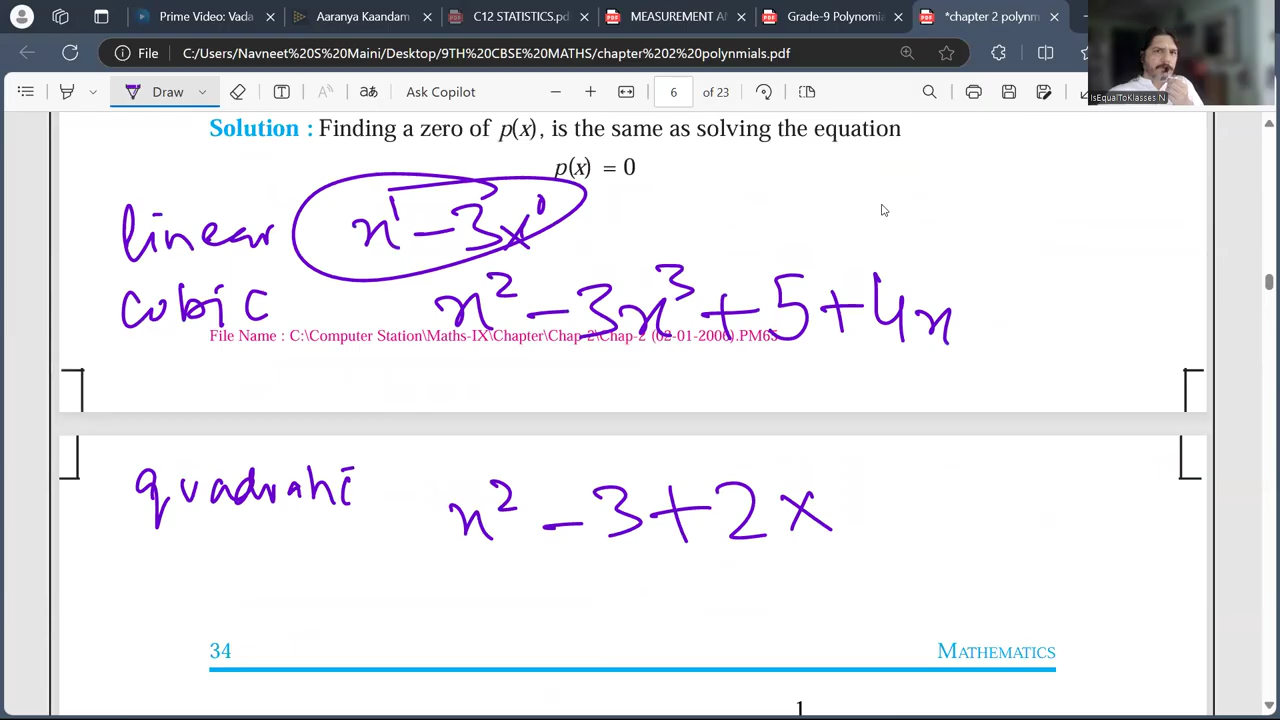 Prime Video: Vada
Aaranya Kaandam
C12 STATISTICS.pd
MEASUREMENT A
Grade-9 Polynomia
*chapter 2 polynm
File C:/Users/Navneet%20S%20Maini/Desktop/9TH%20CBSE%20MATHS/chapter%202%20polynmials.pdf
Draw
Ask Copilot
6 of 23
IsEqualToKlasses N
Solution : Finding a zero of p(x), is the same as solving the equation
p(x) = 0
linear x¹ - 3x⁰
cubic x² - 3x³ + 5 + 4x
File Name : C:\Computer Station\Maths-IX\Chapter\Chap-2\Chap-2 (02-01-2006).PM65
quadratic x² - 3 + 2x
34 MATHEMATICS
1